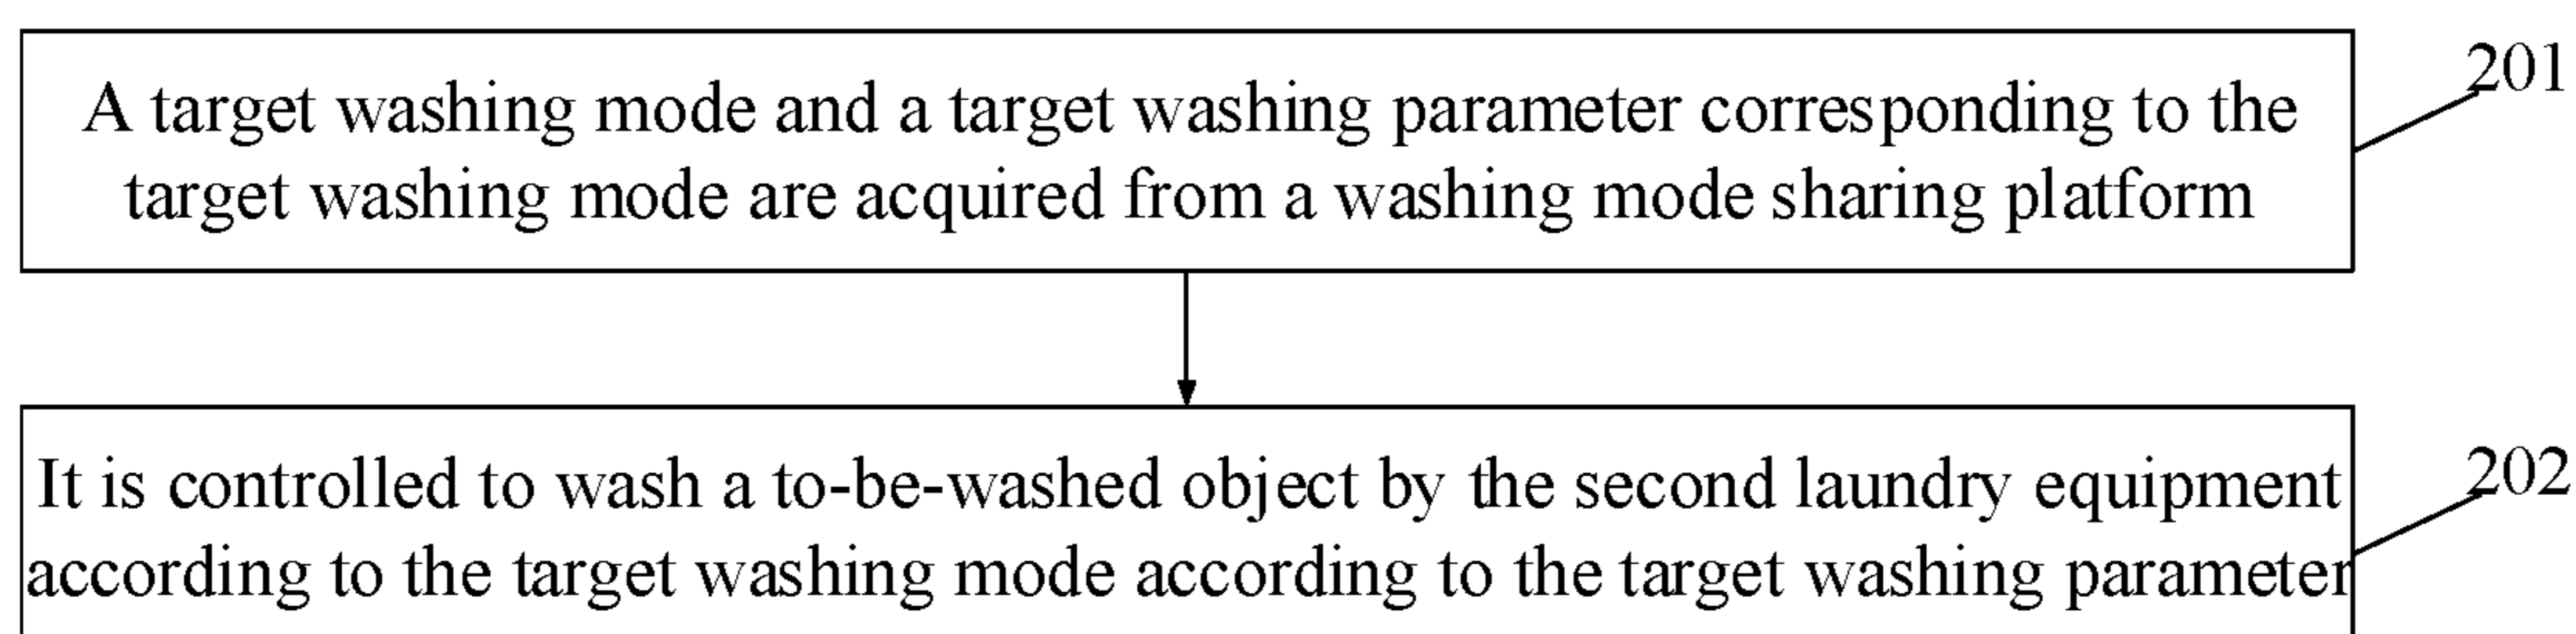 A target washing mode and a target washing parameter corresponding to the
target washing mode are acquired from a washing mode sharing platform
201
It is controlled to wash a to-be-washed object by the second laundry equipment
according to the target washing mode according to the target washing parameter
202